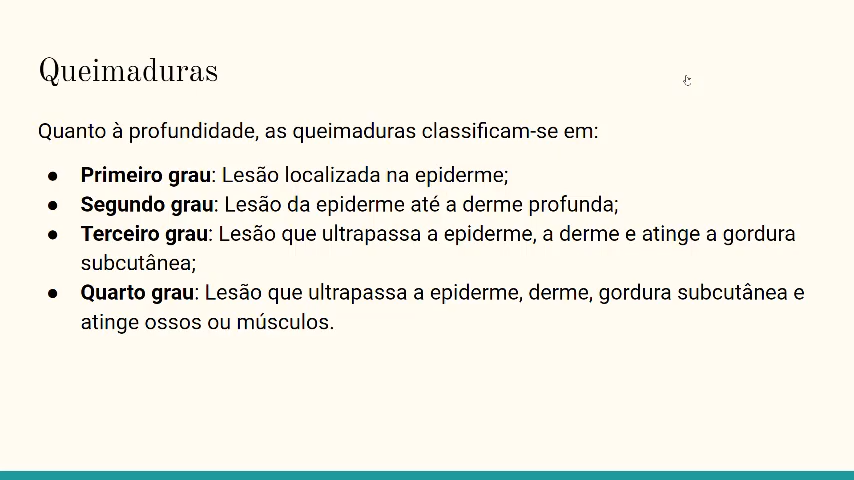 Queimaduras
Quanto à profundidade, as queimaduras classificam-se em:
● Primeiro grau: Lesão localizada na epiderme;
● Segundo grau: Lesão da epiderme até a derme profunda;
● Terceiro grau: Lesão que ultrapassa a epiderme, a derme e atinge a gordura
subcutânea;
● Quarto grau: Lesão que ultrapassa a epiderme, derme, gordura subcutânea e
atinge ossos ou músculos.